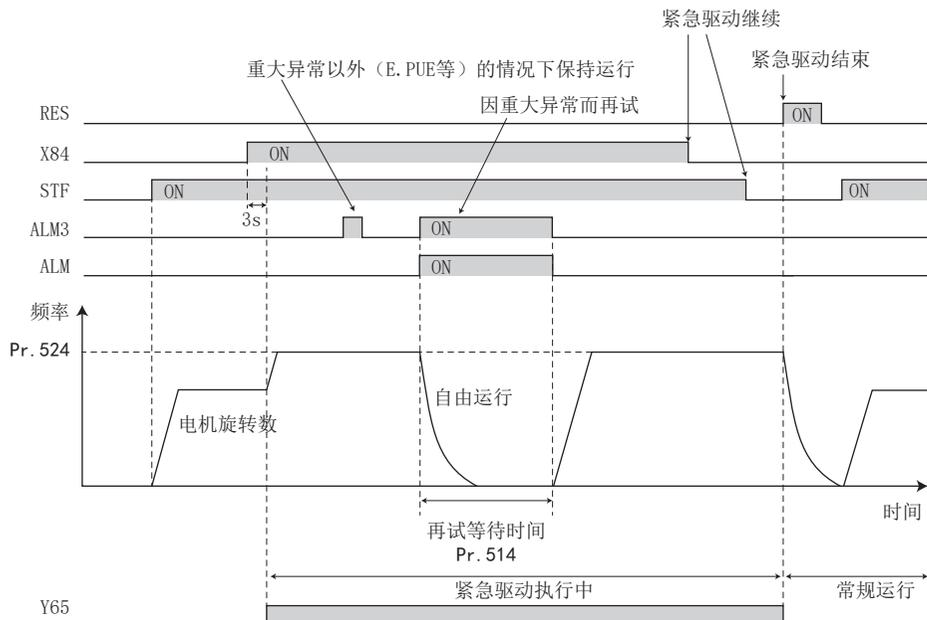 紧急驱动继续
紧急驱动结束
重大异常以外（E.PUE等）的情况下保持运行
因重大异常而再试
RES
ON
X84
ON
STF
ON
ON
3s
ALM3
ON
ALM
ON
频率
Pr.524
自由运行
电机旋转数
时间
再试等待时间
Pr.514
紧急驱动执行中
常规运行
Y65